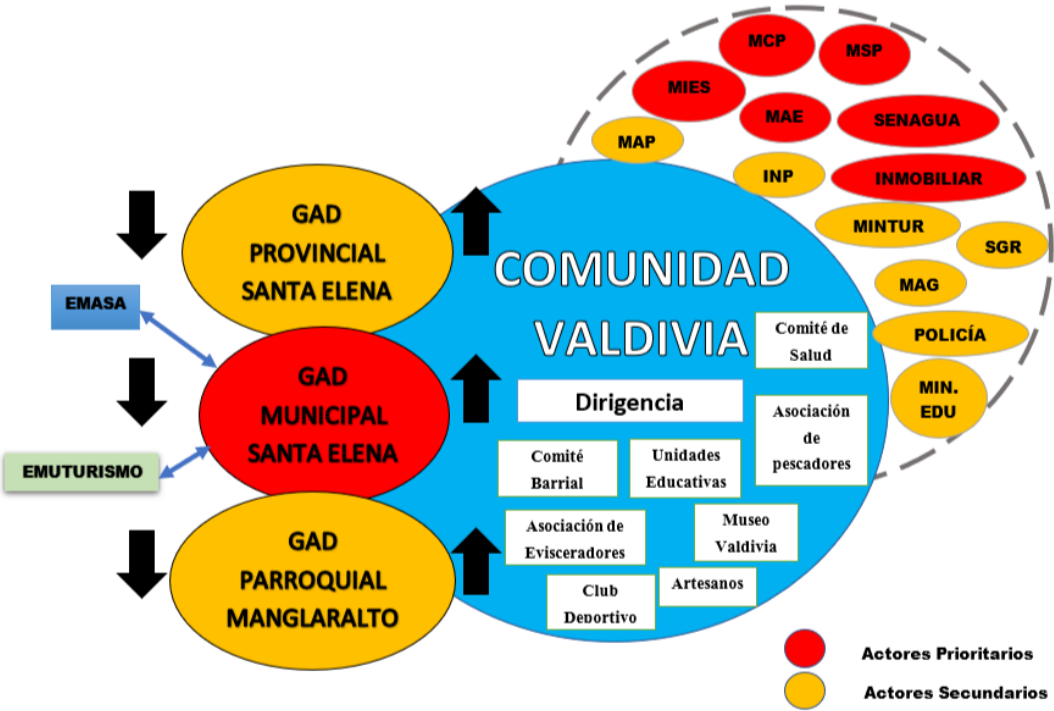 MCP
MSP
MIES
MAE
SENAGUA
MAP
INP
INMOBILIAR
MINTUR
SGR
MAG
POLICÍA
MIN.
EDU
GAD
PROVINCIAL
SANTA ELENA
EMASA
GAD
MUNICIPAL
SANTA ELENA
EMUTURISMO
GAD
PARROQUIAL
MANGLARALTO
COMUNIDAD
VALDIVIA
Comité de
Salud
Dirigencia
Asociación
de
pescadores
Comité
Barrial
Unidades
Educativas
Asociación de
Evisceradores
Museo
Valdivia
Club
Deportivo
Artesanos
Actores Prioritarios
Actores Secundarios